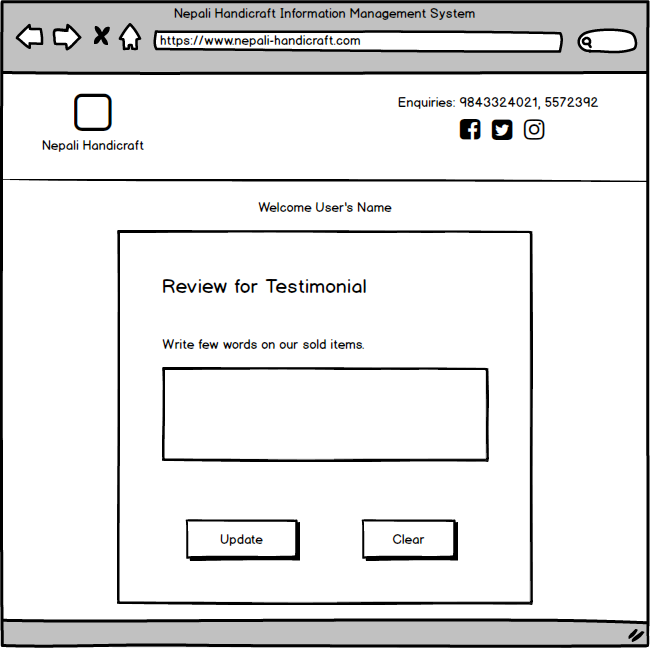 Nepali Handicraft Information Management System
https://www.nepali-handicraft.com
Enquiries: 9843324021, 5572392
Nepali Handicraft
Welcome User's Name
Review for Testimonial
Write few words on our sold items.
Update
Clear